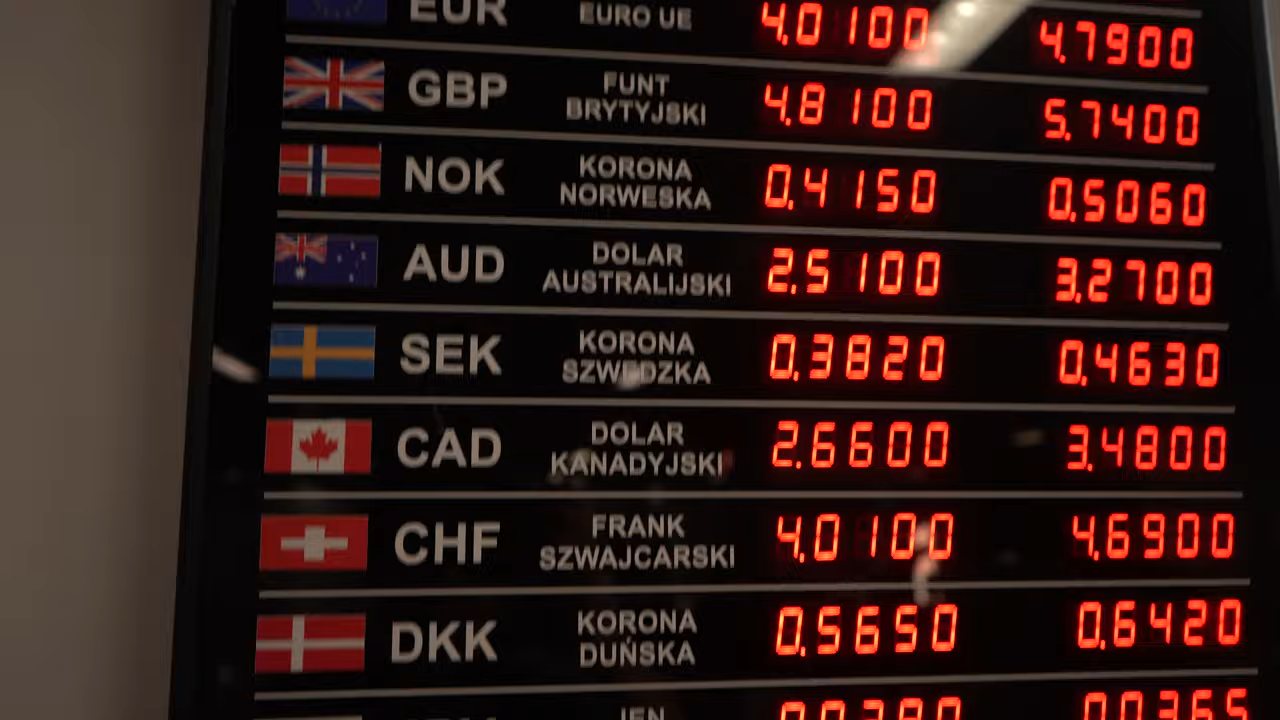 EUR EURO UE 4,0100 4,7900
GBP FUNT BRYTYJSKI 4,8100 5,7400
NOK KORONA NORWESKA 0,4150 0,5060
AUD DOLAR AUSTRALIJSKI 2,5100 3,2700
SEK KORONA SZWEDZKA 0,3820 0,4630
CAD DOLAR KANADYJSKI 2,6600 3,4800
CHF FRANK SZWAJCARSKI 4,0100 4,6900
DKK KORONA DUŃSKA 0,5650 0,6420
JEN